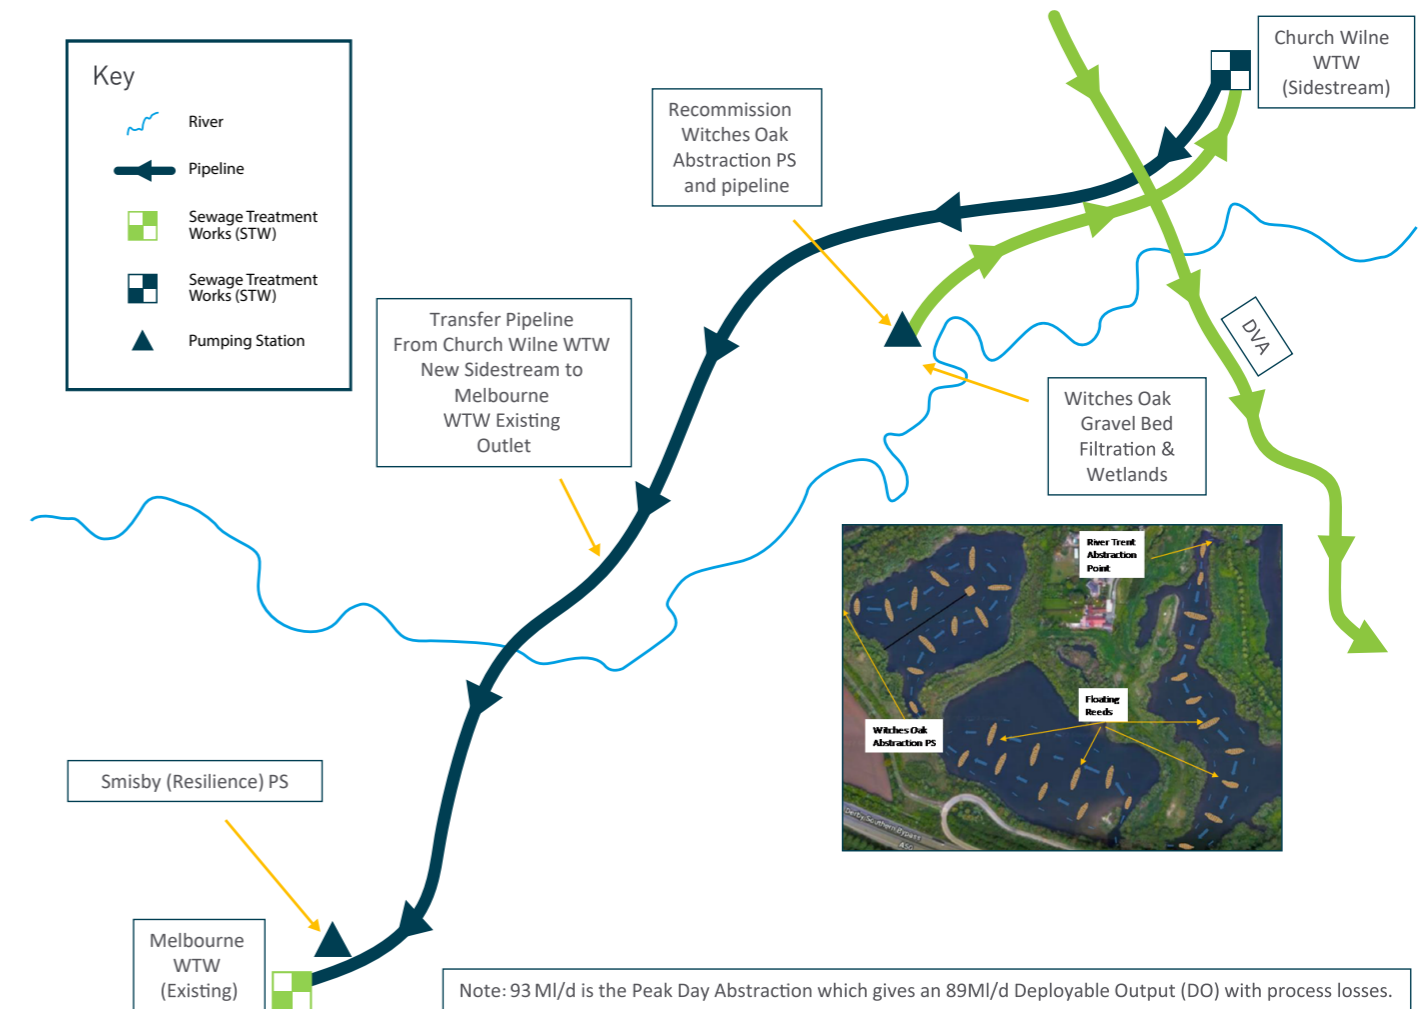 Key
River
Pipeline
Sewage Treatment
Works (STW)
Sewage Treatment
Works (STW)
Pumping Station
Church Wilne
WTW
(Sidestream)
Recommission
Witches Oak
Abstraction PS
and pipeline
Transfer Pipeline
From Church Wilne WTW
New Sidestream to
Melbourne
WTW Existing
Outlet
DVA
Witches Oak
Gravel Bed
Filtration &
Wetlands
River Trent
Abstraction
Point
Floating
Reeds
Witches Oak
Abstraction PS
Derby Southern Bypass
A50
Smisby (Resilience) PS
Melbourne
WTW
(Existing)
Note: 93 Ml/d is the Peak Day Abstraction which gives an 89Ml/d Deployable Output (DO) with process losses.